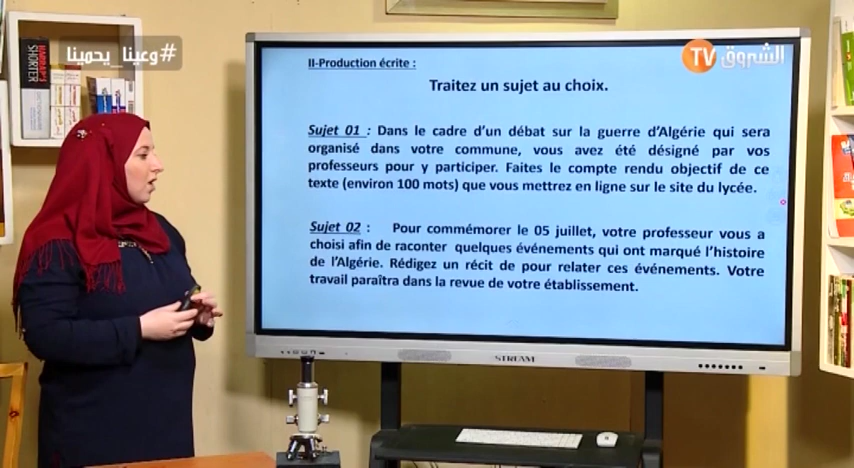 #وعينا_يحمينا
HARRAP'S
SHORTER
II-Production écrite :
TV الشروق
Traitez un sujet au choix.
Sujet 01 : Dans le cadre d'un débat sur la guerre d'Algérie qui sera
organisé dans votre commune, vous avez été désigné par vos
professeurs pour y participer. Faites le compte rendu objectif de ce
texte (environ 100 mots) que vous mettrez en ligne sur le site du lycée.
Sujet 02 : Pour commémorer le 05 juillet, votre professeur vous a
choisi afin de raconter quelques événements qui ont marqué l'histoire
de l'Algérie. Rédigez un récit de pour relater ces événements. Votre
travail paraîtra dans la revue de votre établissement.
STREAM